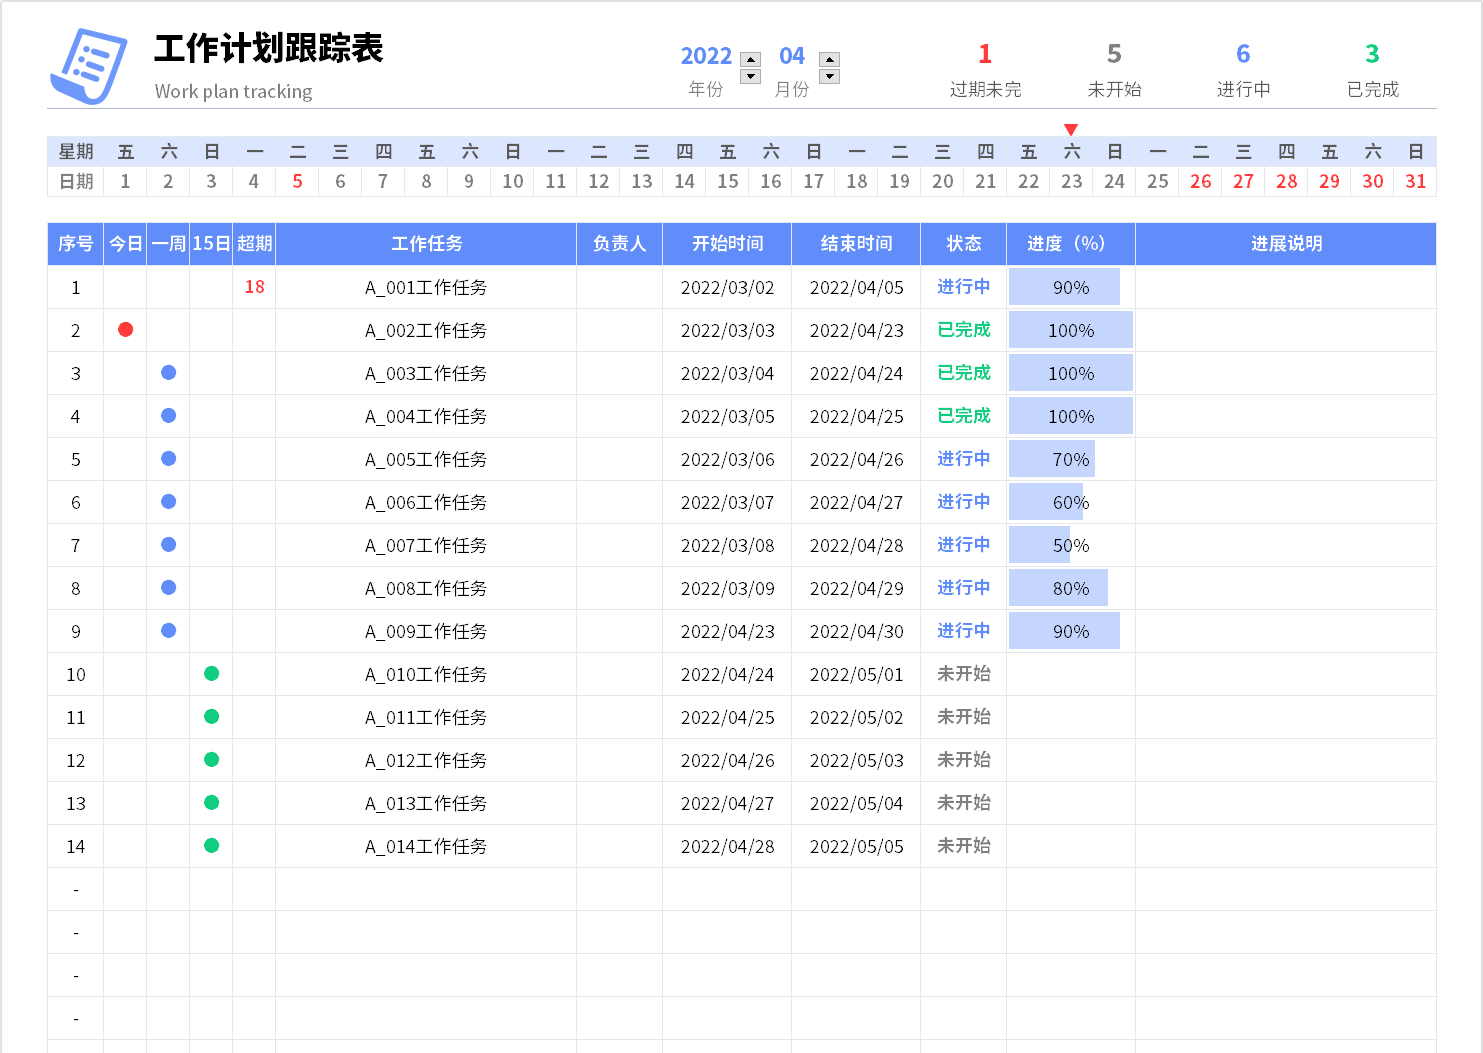 工作计划跟踪表
Work plan tracking
2022 04
年份 月份
1 5 6 3
过期未完 未开始 进行中 已完成
星期 五 六 日 一 二 三 四 五 六 日 一 二 三 四 五 六 日 一 二 三 四 五 六 日 一 二 三 四 五 六 日
日期 1 2 3 4 5 6 7 8 9 10 11 12 13 14 15 16 17 18 19 20 21 22 23 24 25 26 27 28 29 30 31
序号 今日 一周 15日 超期 工作任务 负责人 开始时间 结束时间 状态 进度（%） 进展说明
1 18 A_001工作任务 2022/03/02 2022/04/05 进行中 90%
2 A_002工作任务 2022/03/03 2022/04/23 已完成 100%
3 A_003工作任务 2022/03/04 2022/04/24 已完成 100%
4 A_004工作任务 2022/03/05 2022/04/25 已完成 100%
5 A_005工作任务 2022/03/06 2022/04/26 进行中 70%
6 A_006工作任务 2022/03/07 2022/04/27 进行中 60%
7 A_007工作任务 2022/03/08 2022/04/28 进行中 50%
8 A_008工作任务 2022/03/09 2022/04/29 进行中 80%
9 A_009工作任务 2022/04/23 2022/04/30 进行中 90%
10 A_010工作任务 2022/04/24 2022/05/01 未开始
11 A_011工作任务 2022/04/25 2022/05/02 未开始
12 A_012工作任务 2022/04/26 2022/05/03 未开始
13 A_013工作任务 2022/04/27 2022/05/04 未开始
14 A_014工作任务 2022/04/28 2022/05/05 未开始
-
-
-
-